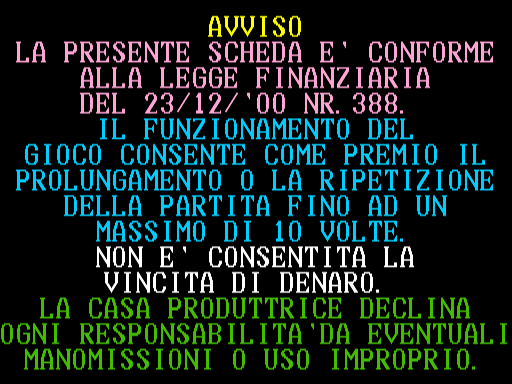 AVVISO
LA PRESENTE SCHEDA E' CONFORME
ALLA LEGGE FINANZIARIA
DEL 23/12/'00 NR.388.
IL FUNZIONAMENTO DEL
GIOCO CONSENTE COME PREMIO IL
PROLUNGAMENTO O LA RIPETIZIONE
DELLA PARTITA FINO AD UN
MASSIMO DI 10 VOLTE.
NON E' CONSENTITA LA
VINCITA DI DENARO.
LA CASA PRODUTTRICE DECLINA
OGNI RESPONSABILITA'DA EVENTUALI
MANOMISSIONI O USO IMPROPRIO.